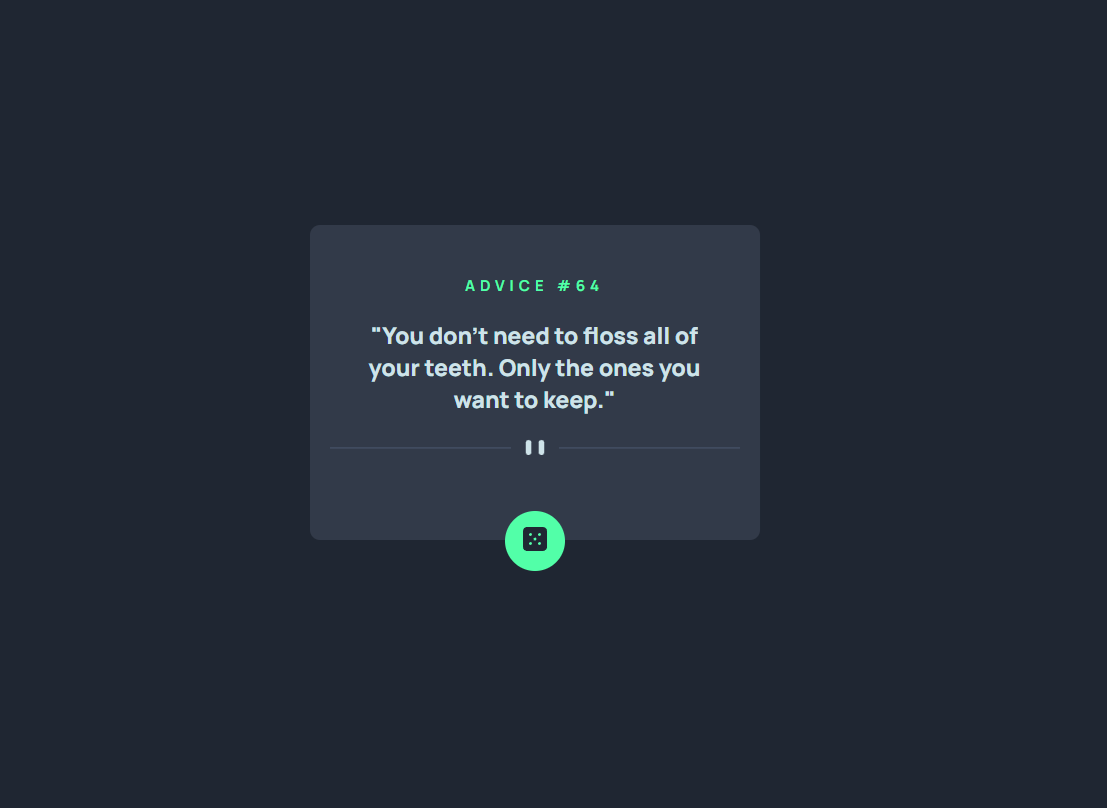 ADVICE #64
"You don't need to floss all of
your teeth. Only the ones you
want to keep."